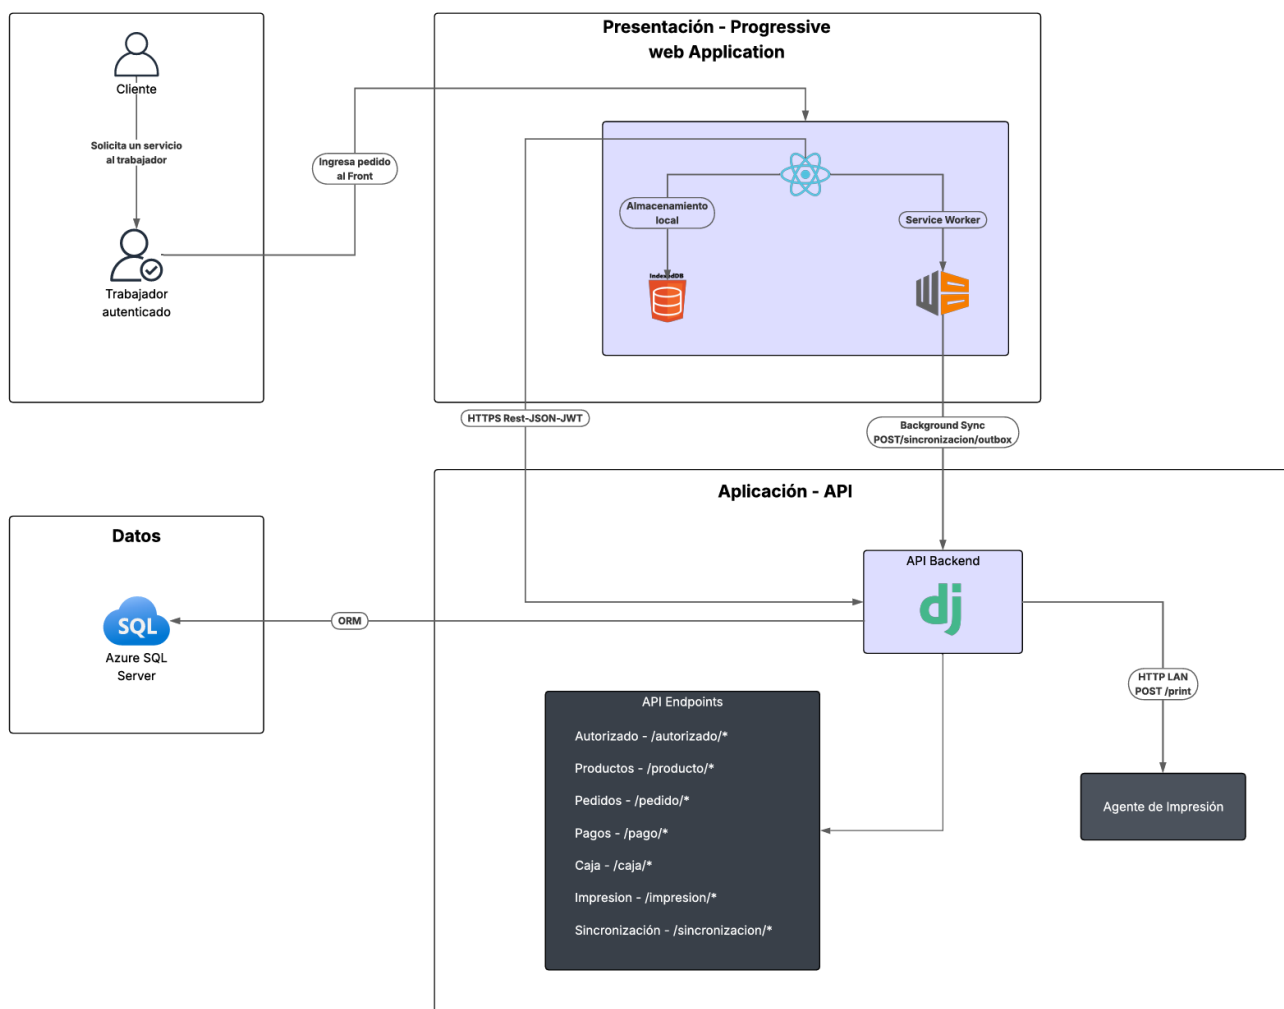 Presentación - Progressive
web Application
Cliente
Solicita un servicio
al trabajador
Ingresa pedido
al Front
Trabajador
autenticado
Almacenamiento
local
Service Worker
IndexedDB
HTTPS Rest-JSON-JWT
Background Sync
POST/sincronizacion/outbox
Aplicación - API
Datos
SQL
Azure SQL
Server
ORM
API Backend
dj
HTTP LAN
POST /print
Agente de Impresión
API Endpoints
Autorizado - /autorizado/*
Productos - /producto/*
Pedidos - /pedido/*
Pagos - /pago/*
Caja - /caja/*
Impresion - /impresion/*
Sincronización - /sincronizacion/*